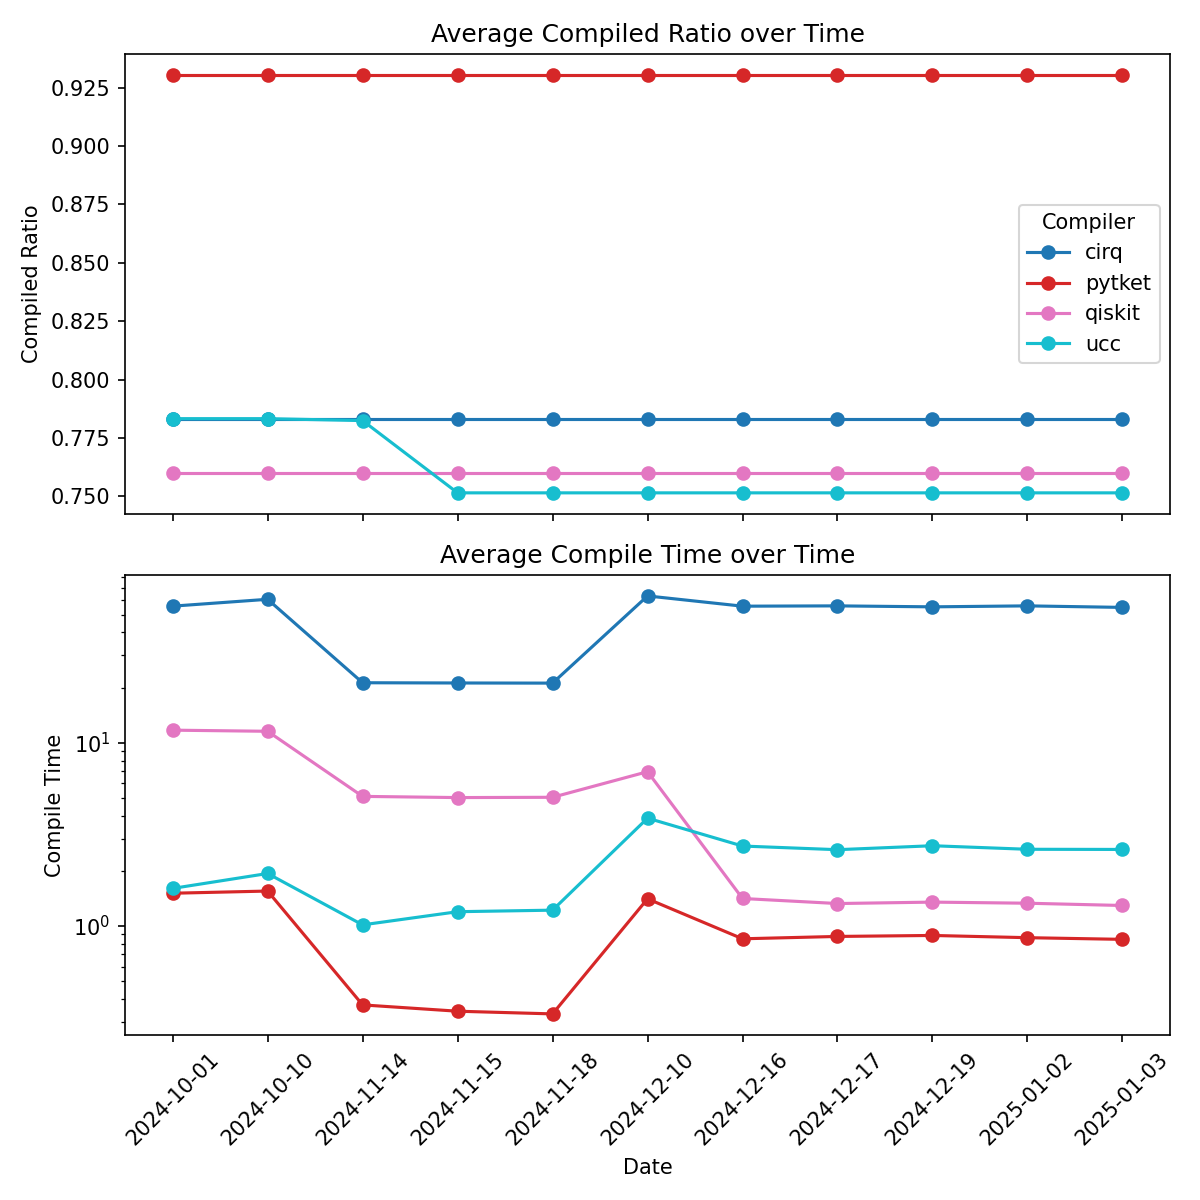 Average Compiled Ratio over Time
Compiled Ratio
0.925
0.900
0.875
0.850
0.825
0.800
0.775
0.750
Compiler
cirq
pytket
qiskit
ucc
Average Compile Time over Time
Compile Time
10¹
10⁰
2024-10-01
2024-10-10
2024-11-14
2024-11-15
2024-11-18
2024-12-10
2024-12-16
2024-12-17
2024-12-19
2025-01-02
2025-01-03
Date